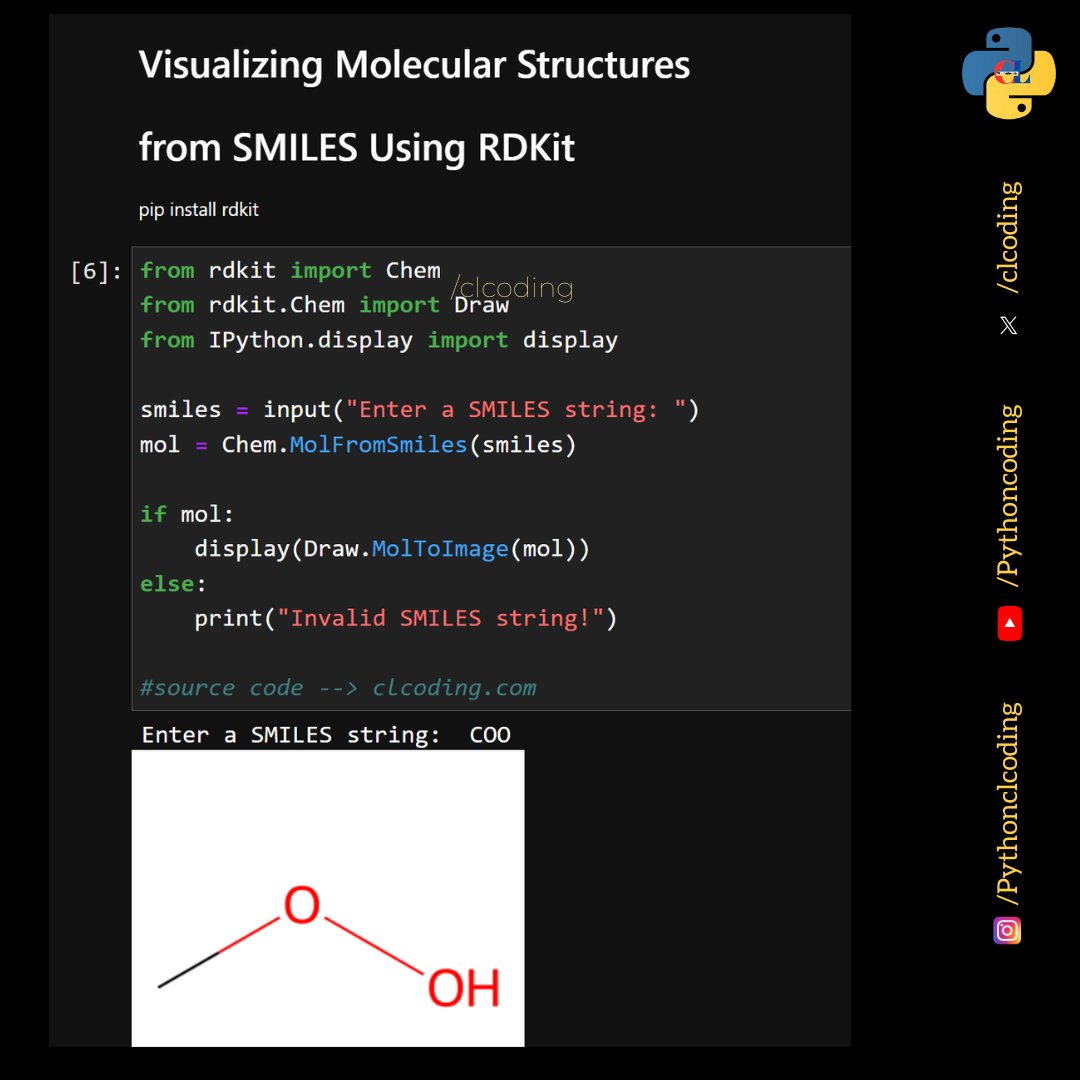 Visualizing Molecular Structures
from SMILES Using RDKit
pip install rdkit
[6]:
from rdkit import Chem
/clcoding
from rdkit.Chem import Draw
from IPython.display import display
smiles = input("Enter a SMILES string: ")
mol = Chem.MolFromSmiles(smiles)
if mol:
    display(Draw.MolToImage(mol))
else:
    print("Invalid SMILES string!")
#source code --> clcoding.com
Enter a SMILES string:  COO
O
OH
CL
/clcoding
/Pythoncoding
/Pythonclcoding